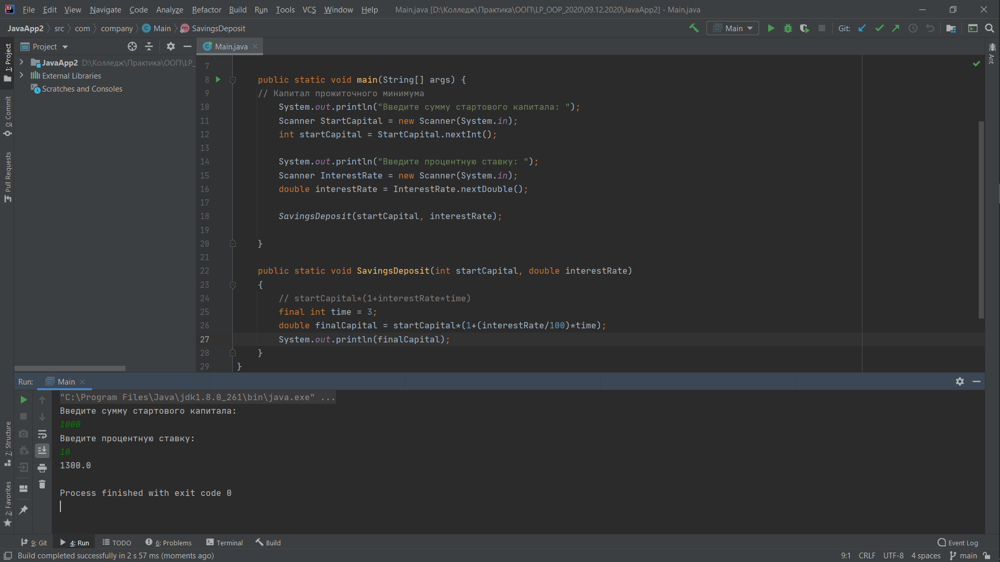 File Edit View Navigate Code Analyze Refactor Build Run Tools VCS Window Help Main.java [D:\Колледж\Практика\ООП\LP_OOP_2020\09.12.2020\JavaApp2] - Main.java
JavaApp2 src com company Main SavingsDeposit Main Git:
1: Project
0: Commit
Pull Requests
7: Structure
2: Favorites
Project
JavaApp2 D:\Колледж\Практика\ООП\LP_
External Libraries
Scratches and Consoles
Main.java
Ant
7
8 public static void main(String[] args) {
9 // Капитал прожиточного минимума
10 System.out.println("Введите сумму стартового капитала: ");
11 Scanner StartCapital = new Scanner(System.in);
12 int startCapital = StartCapital.nextInt();
13
14 System.out.println("Введите процентную ставку: ");
15 Scanner InterestRate = new Scanner(System.in);
16 double interestRate = InterestRate.nextDouble();
17
18 SavingsDeposit(startCapital, interestRate);
19
20 }
21
22 public static void SavingsDeposit(int startCapital, double interestRate)
23 {
24 // startCapital*(1+interestRate*time)
25 final int time = 3;
26 double finalCapital = startCapital*(1+(interestRate/100)*time);
27 System.out.println(finalCapital);
28 }
29 }
Run: Main
"C:\Program Files\Java\jdk1.8.0_261\bin\java.exe" ...
Введите сумму стартового капитала:
1000
Введите процентную ставку:
10
1300.0
Process finished with exit code 0
9: Git 4: Run TODO 6: Problems Terminal Build Event Log
Build completed successfully in 2 s 57 ms (moments ago) 9:1 CRLF UTF-8 4 spaces main